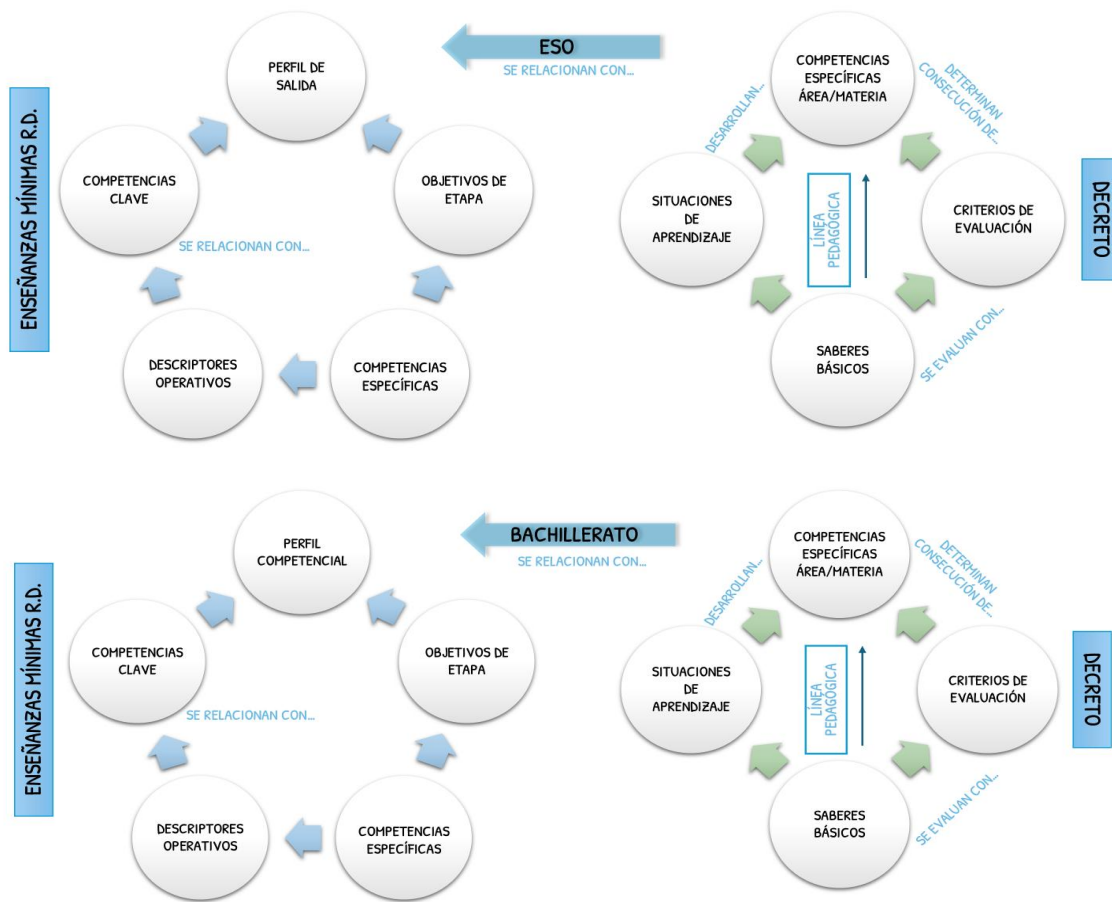 ESO
SE RELACIONAN CON...
ENSEÑANZAS MÍNIMAS R.D.
PERFIL DE
SALIDA
COMPETENCIAS
CLAVE
OBJETIVOS DE
ETAPA
SE RELACIONAN CON...
DESCRIPTORES
OPERATIVOS
COMPETENCIAS
ESPECÍFICAS
COMPETENCIAS
ESPECÍFICAS
ÁREA/MATERIA
DESARROLLAN...
DETERMINAN
CONSECUCIÓN DE...
SITUACIONES
DE
APRENDIZAJE
LÍNEA
PEDAGÓGICA
CRITERIOS DE
EVALUACIÓN
SABERES
BÁSICOS
SE EVALUAN CON...
DECRETO
BACHILLERATO
SE RELACIONAN CON...
ENSEÑANZAS MÍNIMAS R.D.
PERFIL
COMPETENCIAL
COMPETENCIAS
CLAVE
OBJETIVOS DE
ETAPA
SE RELACIONAN CON...
DESCRIPTORES
OPERATIVOS
COMPETENCIAS
ESPECÍFICAS
COMPETENCIAS
ESPECÍFICAS
ÁREA/MATERIA
DESARROLLAN...
DETERMINAN
CONSECUCIÓN DE...
SITUACIONES
DE
APRENDIZAJE
LÍNEA
PEDAGÓGICA
CRITERIOS DE
EVALUACIÓN
SABERES
BÁSICOS
SE EVALUAN CON...
DECRETO